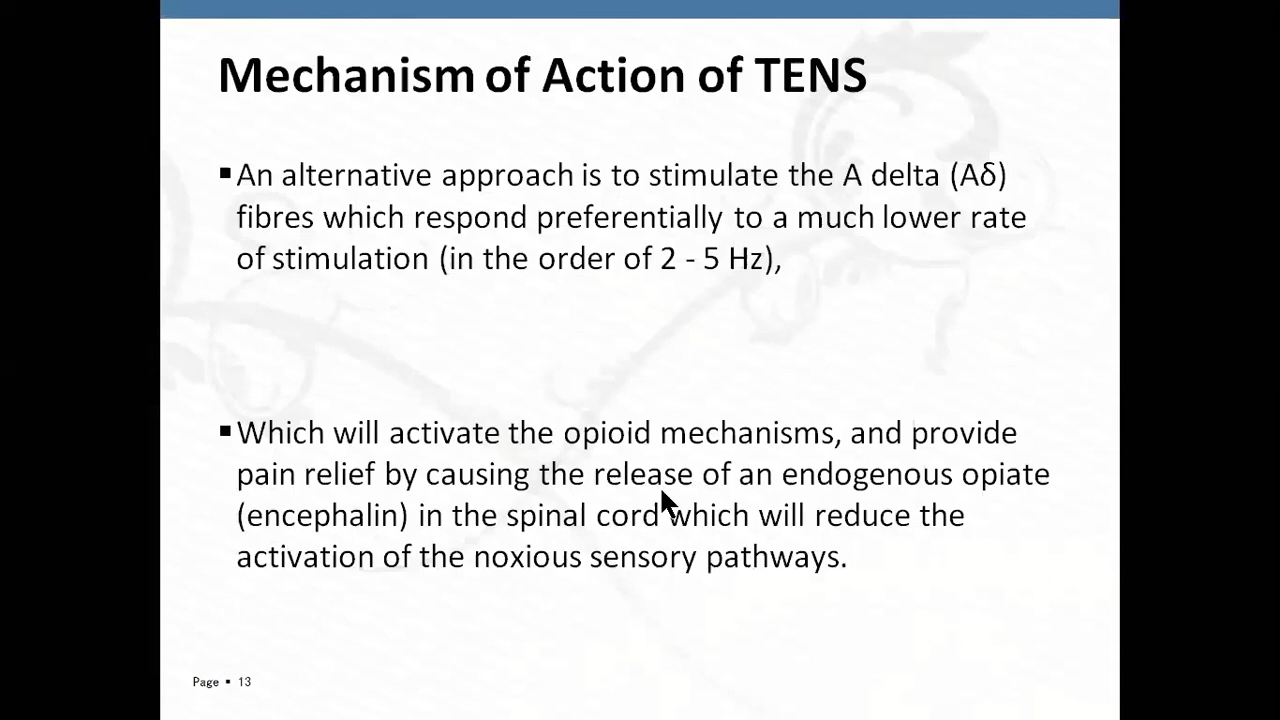 Mechanism of Action of TENS
▪An alternative approach is to stimulate the A delta (Aδ)
fibres which respond preferentially to a much lower rate
of stimulation (in the order of 2 - 5 Hz),
▪Which will activate the opioid mechanisms, and provide
pain relief by causing the release of an endogenous opiate
(encephalin) in the spinal cord which will reduce the
activation of the noxious sensory pathways.
Page ▪ 13